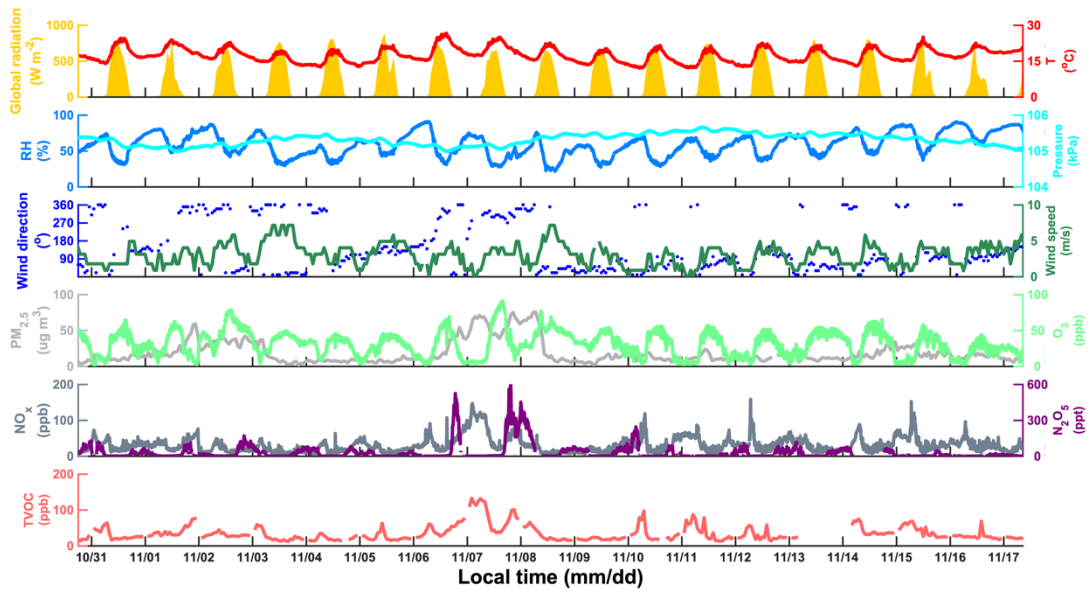 Global radiation
(W m-2)
1000
500
0
30
15
0
T
(oC)
RH
(%)
100
50
0
106
105
104
Pressure
(kPa)
Wind direction
(o)
360
270
180
90
10
5
0
Wind speed
(m/s)
PM2.5
(ug m3)
100
50
0
100
50
0
O3
(ppb)
NOx
(ppb)
200
100
0
600
300
0
N2O5
(ppt)
TVOC
(ppb)
200
100
0
10/31 11/01 11/02 11/03 11/04 11/05 11/06 11/07 11/08 11/09 11/10 11/11 11/12 11/13 11/14 11/15 11/16 11/17
Local time (mm/dd)